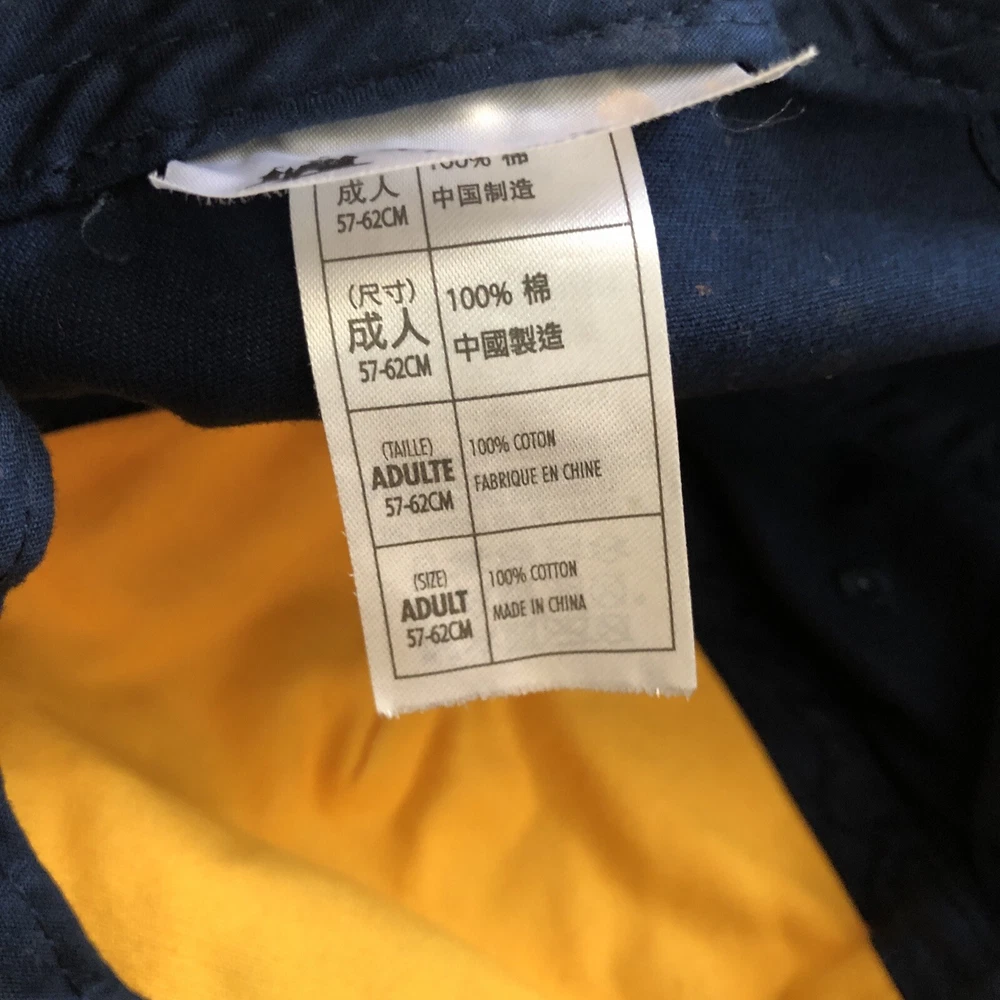 100% 棉
成人
中国制造
57-62CM
(尺寸)
成人
57-62CM
100% 棉
中國製造
(TAILLE)
ADULTE
57-62CM
100% COTON
FABRIQUE EN CHINE
(SIZE)
ADULT
57-62CM
100% COTTON
MADE IN CHINA